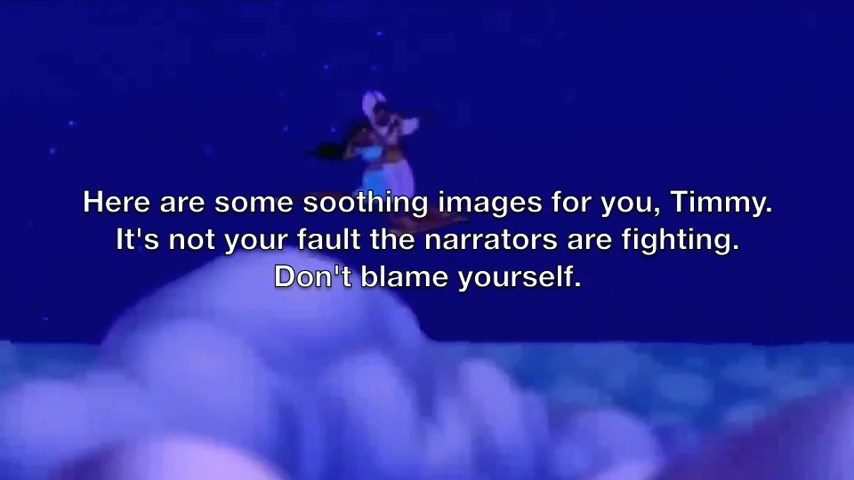 Here are some soothing images for you, Timmy.
It's not your fault the narrators are fighting.
Don't blame yourself.